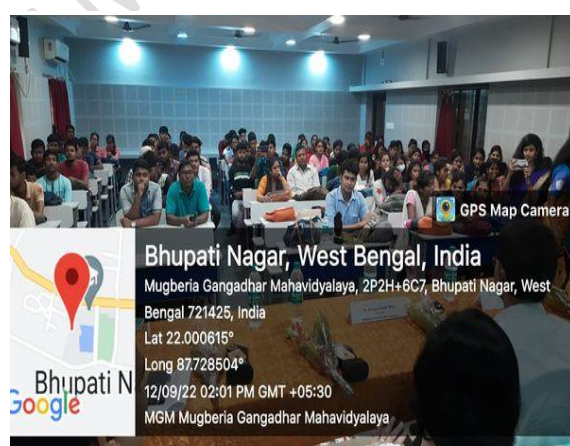 GPS Map Camera
Bhupati Nagar, West Bengal, India
Mugberia Gangadhar Mahavidyalaya, 2P2H+6C7, Bhupati Nagar, West
Bengal 721425, India
Lat 22.000615°
Long 87.728504°
12/09/22 02:01 PM GMT +05:30
MGM Mugberia Gangadhar Mahavidyalaya
Bhupati N
Google